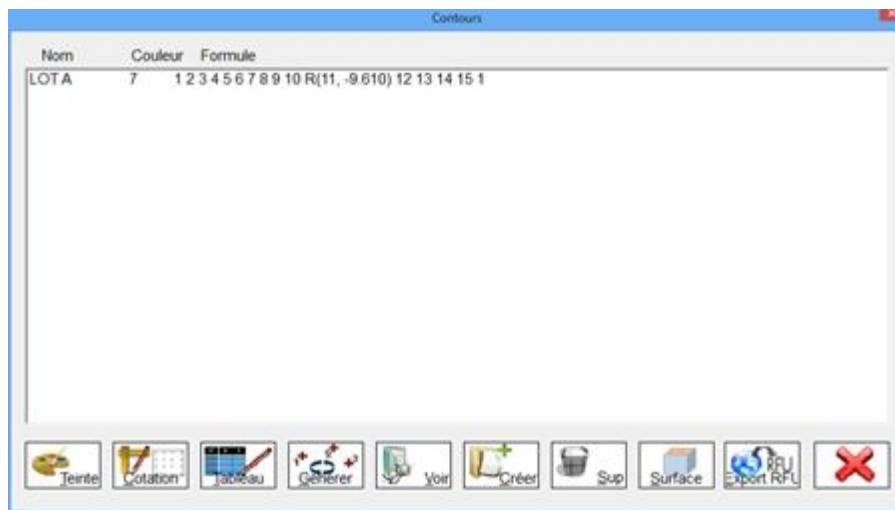 Contours
Nom Couleur Formule
LOT A 7 1 2 3 4 5 6 7 8 9 10 R(11, -9.610) 12 13 14 15 1
Teinte Cotation Tableau Générer Voir Créer Sup Surface RFU Export RFU